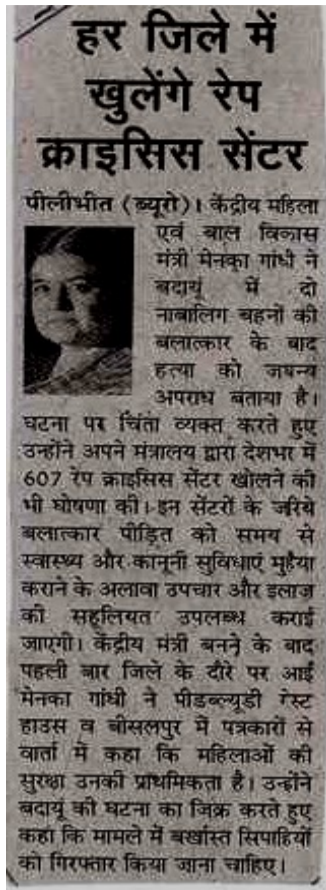 हर जिले में
खुलेंगे रेप
क्राइसिस सेंटर
पीलीभीत (ब्यूरो)। केंद्रीय महिला
एवं बाल विकास
मंत्री मेनका गांधी ने
बदायूं में दो
नाबालिग बहनों की
बलात्कार के बाद
हत्या को जघन्य
अपराध बताया है।
घटना पर चिंता व्यक्त करते हुए
उन्होंने अपने मंत्रालय द्वारा देशभर में
607 रेप क्राइसिस सेंटर खोलने की
भी घोषणा की। इन सेंटरों के जरिये
बलात्कार पीड़ित को समय से
स्वास्थ्य और कानूनी सुविधाएं मुहैया
कराने के अलावा उपचार और इलाज
की सहूलियत उपलब्ध कराई
जाएगी। केंद्रीय मंत्री बनने के बाद
पहली बार जिले के दौरे पर आईं
मेनका गांधी ने पीडब्ल्यूडी गेस्ट
हाउस व बीसलपुर में पत्रकारों से
वार्ता में कहा कि महिलाओं की
सुरक्षा उनकी प्राथमिकता है। उन्होंने
बदायूं की घटना का जिक्र करते हुए
कहा कि मामले में बर्खास्त सिपाहियों
को गिरफ्तार किया जाना चाहिए।